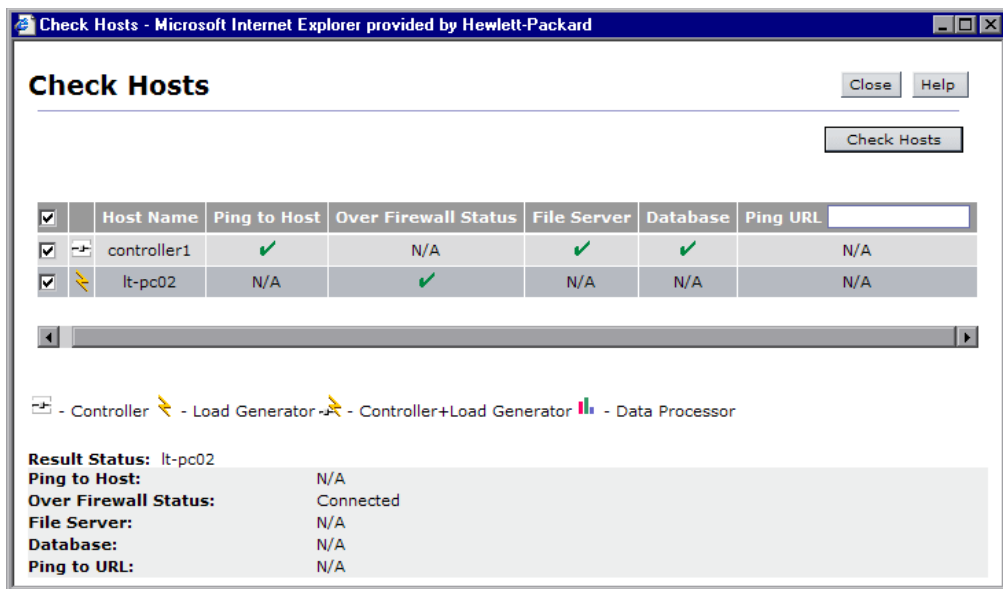 Check Hosts - Microsoft Internet Explorer provided by Hewlett-Packard
Check Hosts
Close Help
Check Hosts
Host Name Ping to Host Over Firewall Status File Server Database Ping URL
controller1 N/A N/A
lt-pc02 N/A N/A N/A N/A
- Controller - Load Generator - Controller+Load Generator - Data Processor
Result Status: lt-pc02
Ping to Host: N/A
Over Firewall Status: Connected
File Server: N/A
Database: N/A
Ping to URL: N/A